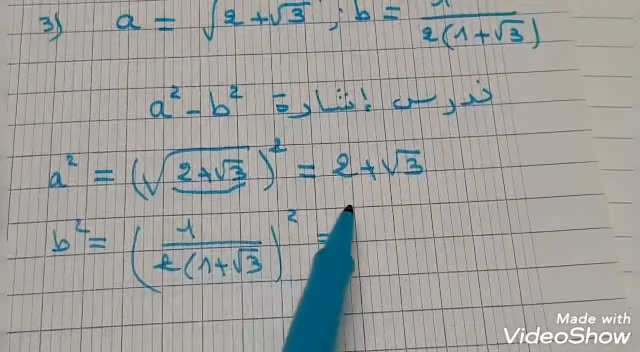 3) a = √2+√3 ; b = 1/2(1+√3)
ندرس إشارة a² - b²
a² = (√2+√3)² = 2+√3
b² = (1/2(1+√3))² =
Made with
VideoShow